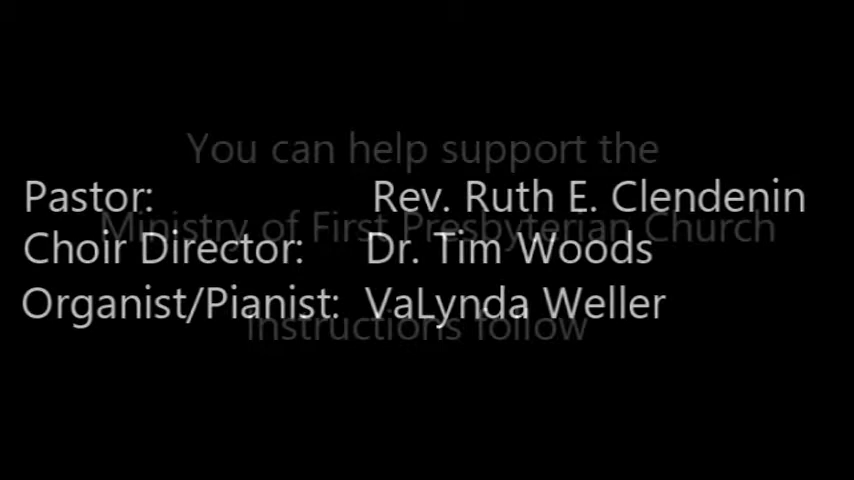 You can help support the
Pastor: Rev. Ruth E. Clendenin
Ministry of First Presbyterian Church
Choir Director: Dr. Tim Woods
Organist/Pianist: VaLynda Weller
Instructions follow